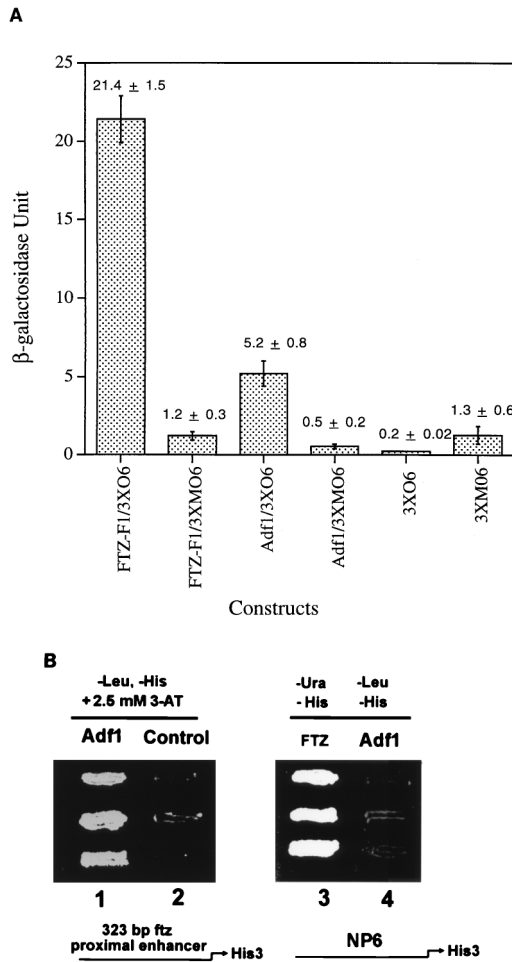 A
25
20
15
10
5
0
β-galactosidase Unit
21.4 ± 1.5
1.2 ± 0.3
5.2 ± 0.8
0.5 ± 0.2
0.2 ± 0.02
1.3 ± 0.6
FTZ-F1/3XO6
FTZ-F1/3XMO6
Adf1/3XO6
Adf1/3XMO6
3XO6
3XM06
Constructs
B
-Leu, -His
+2.5 mM 3-AT
Adf1 Control
1 2
323 bp ftz
proximal enhancer
His3
-Ura -Leu
- His -His
FTZ Adf1
3 4
NP6
His3